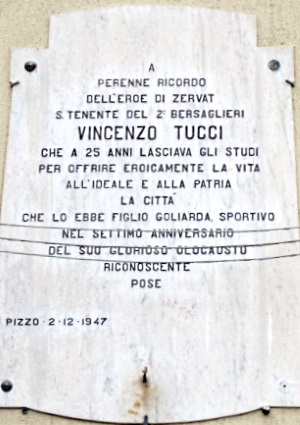 A
PERENNE RICORDO
DELL'EROE DI ZERVAT
S. TENENTE DEL 2° BERSAGLIERI
VINCENZO TUCCI
CHE A 25 ANNI LASCIAVA GLI STUDI
PER OFFRIRE EROICAMENTE LA VITA
ALL'IDEALE E ALLA PATRIA
LA CITTA'
CHE LO EBBE FIGLIO GOLIARDA, SPORTIVO
NEL SETTIMO ANNIVERSARIO
DEL SUO GLORIOSO OLOCAUSTO
RICONOSCENTE
POSE
PIZZO·2·12·1947